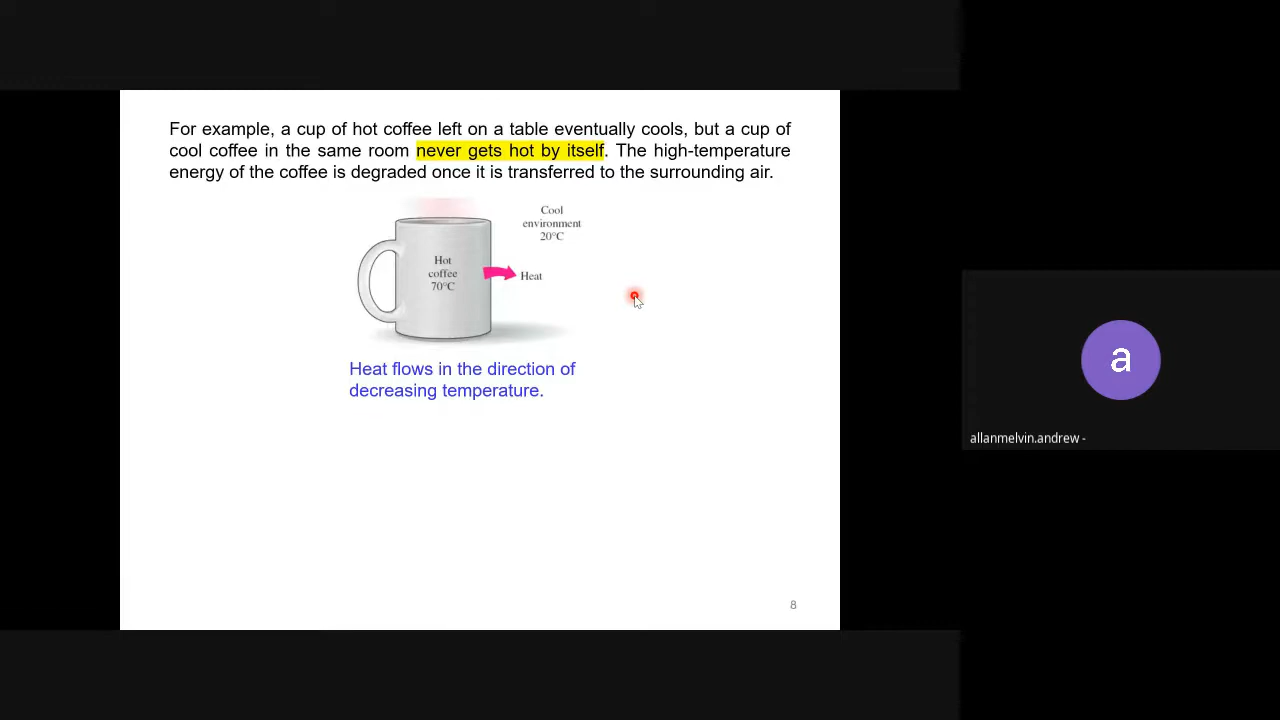 For example, a cup of hot coffee left on a table eventually cools, but a cup of
cool coffee in the same room never gets hot by itself. The high-temperature
energy of the coffee is degraded once it is transferred to the surrounding air.
Cool
environment
20°C
Hot
coffee
70°C
Heat
Heat flows in the direction of
decreasing temperature.
8
a
allanmelvin.andrew -